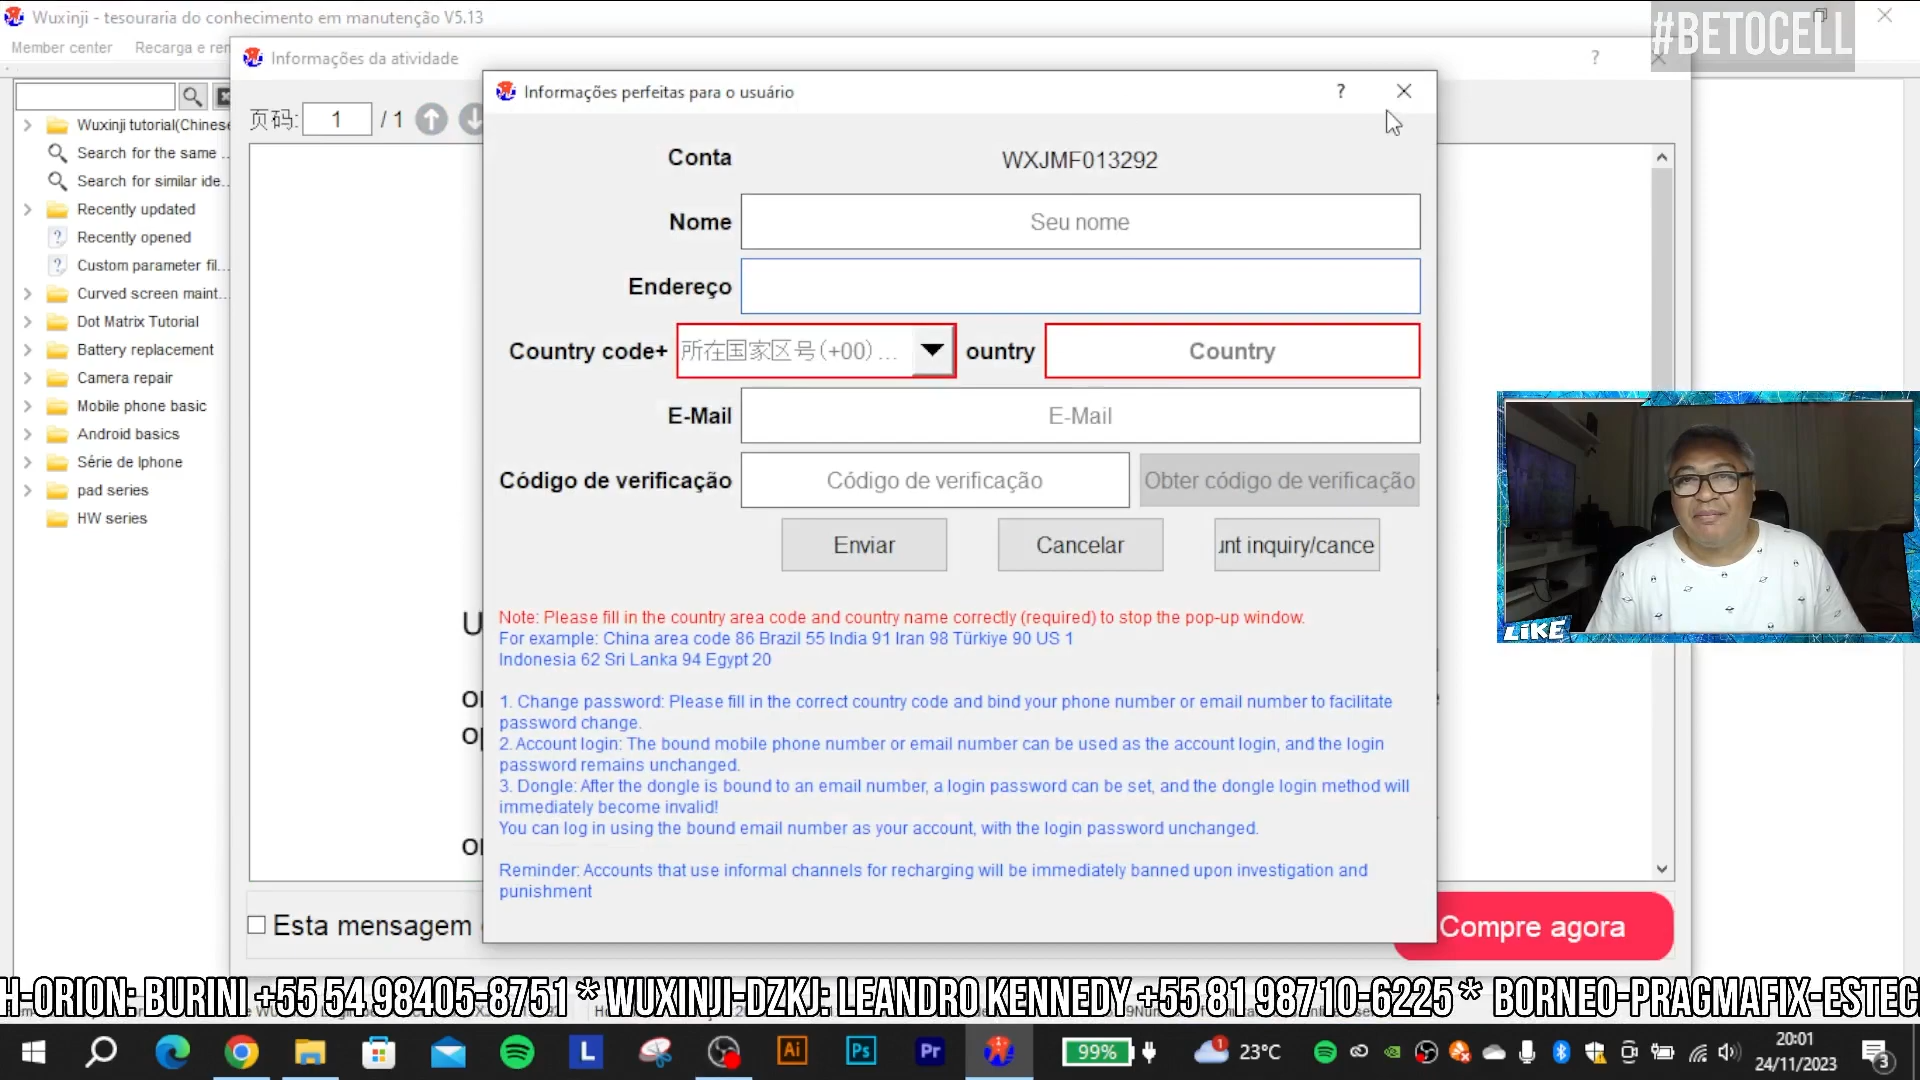 Wuxinji - tesouraria do conhecimento em manutenção V5.13
#BETOCELL
Member center
Recarga e ren
Informações da atividade
?
页码:
1
/ 1
Informações perfeitas para o usuário
?
Wuxinji tutorial(Chinese
Search for the same ..
Search for similar ide...
Recently updated
Recently opened
Custom parameter fil...
Curved screen maint...
Dot Matrix Tutorial
Battery replacement
Camera repair
Mobile phone basic
Android basics
Série de Iphone
pad series
HW series
Conta
WXJMF013292
Nome
Seu nome
Endereço
Country code+
所在国家区号(+00) ...
ountry
Country
E-Mail
E-Mail
Código de verificação
Código de verificação
Obter código de verificação
Enviar
Cancelar
unt inquiry/cance
Note: Please fill in the country area code and country name correctly (required) to stop the pop-up window.
For example: China area code 86 Brazil 55 India 91 Iran 98 Türkiye 90 US 1
Indonesia 62 Sri Lanka 94 Egypt 20
1. Change password: Please fill in the correct country code and bind your phone number or email number to facilitate
password change.
2. Account login: The bound mobile phone number or email number can be used as the account login, and the login
password remains unchanged.
3. Dongle: After the dongle is bound to an email number, a login password can be set, and the dongle login method will
immediately become invalid!
You can log in using the bound email number as your account, with the login password unchanged.
Reminder: Accounts that use informal channels for recharging will be immediately banned upon investigation and
punishment
LiKE
Esta mensagem
Compre agora
H-ORION: BURINI +55 54 98405-8751 * WUXINJI-DZKJ: LEANDRO KENNEDY +55 81 98710-6225 * BORNEO-PRAGMAFIX-ESTEC
L
Ai
Ps
Pr
99%
1
23°C
20:01
24/11/2023
3